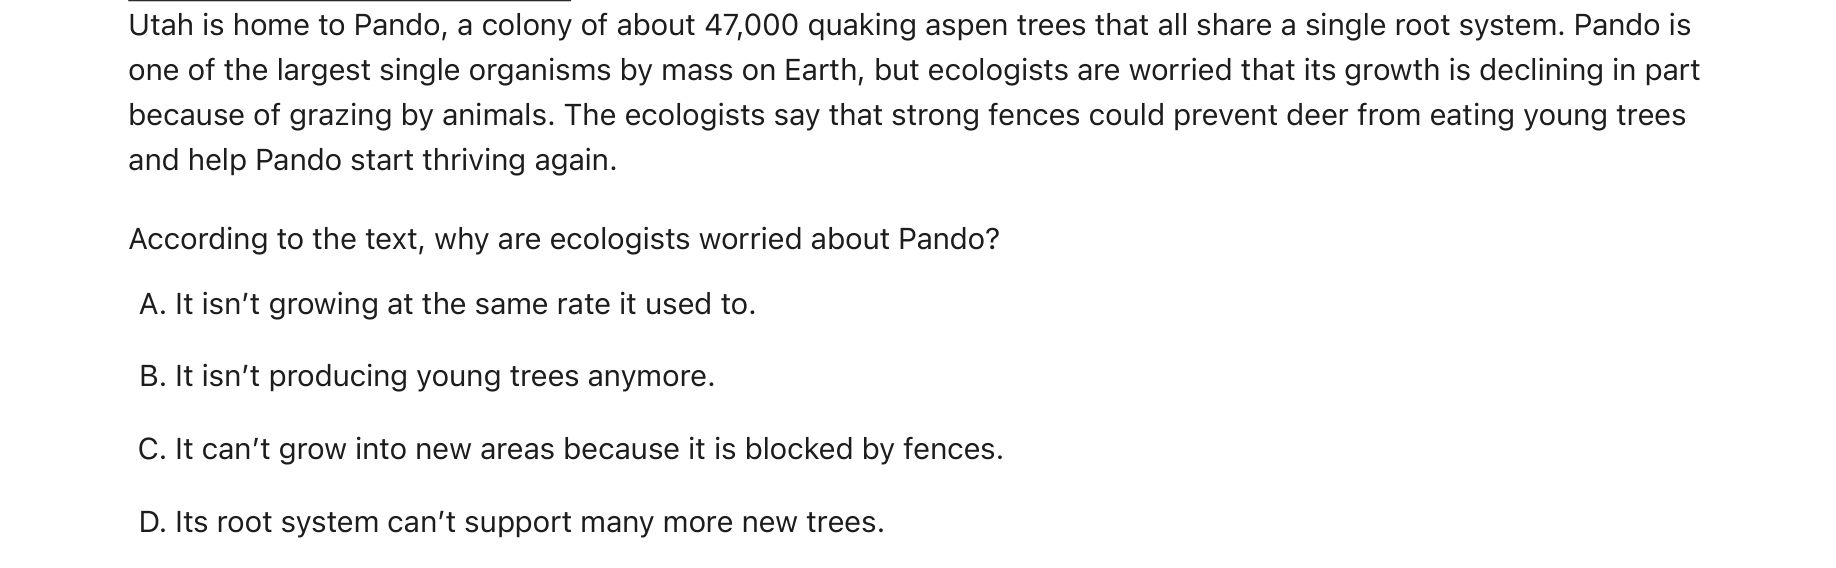 Utah is home to Pando, a colony of about 47,000 quaking aspen trees that all share a single root system. Pando is
one of the largest single organisms by mass on Earth, but ecologists are worried that its growth is declining in part
because of grazing by animals. The ecologists say that strong fences could prevent deer from eating young trees
and help Pando start thriving again.
According to the text, why are ecologists worried about Pando?
A. It isn’t growing at the same rate it used to.
B. It isn’t producing young trees anymore.
C. It can’t grow into new areas because it is blocked by fences.
D. Its root system can’t support many more new trees.